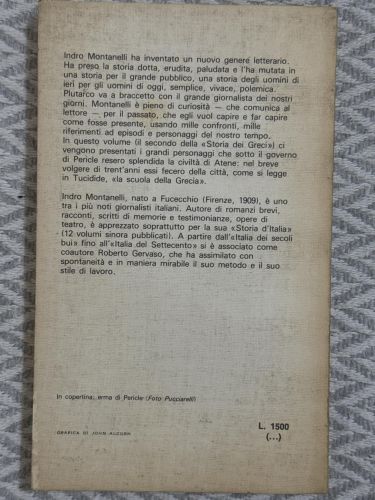 Indro Montanelli ha inventato un nuovo genere letterario.
Ha preso la storia dotta, erudita, paludata e l'ha mutata in
una storia per il grande pubblico, una storia degli uomini di
ieri per gli uomini di oggi, semplice, vivace, polemica.
Plutarco va a braccetto con il grande giornalista dei nostri
giorni. Montanelli è pieno di curiosità — che comunica al
lettore — per il passato, che egli vuol capire e far capire
come fosse presente, usando mille confronti, mille
riferimenti ad episodi e personaggi del nostro tempo.
In questo volume (il secondo della «Storia dei Greci») ci
vengono presentati i grandi personaggi che sotto il governo
di Pericle resero splendida la civiltà di Atene: nel breve
volgere di trent'anni essi fecero della città, come si legge
in Tucidide, «la scuola della Grecia».
Indro Montanelli, nato a Fucecchio (Firenze, 1909), è uno
tra i più noti giornalisti italiani. Autore di romanzi brevi,
racconti, scritti di memorie e testimonianze, opere di
teatro, è apprezzato soprattutto per la sua «Storia d'Italia»
(12 volumi sinora pubblicati). A partire dall'«Italia dei secoli
bui» fino all'«Italia del Settecento» si è associato come
coautore Roberto Gervaso, che ha assimilato con
spontaneità e in maniera mirabile il suo metodo e il suo
stile di lavoro.
In copertina: erma di Pericle (Foto Pucciarelli)
GRAFICA DI JOHN ALCORN
L. 1500
(...)